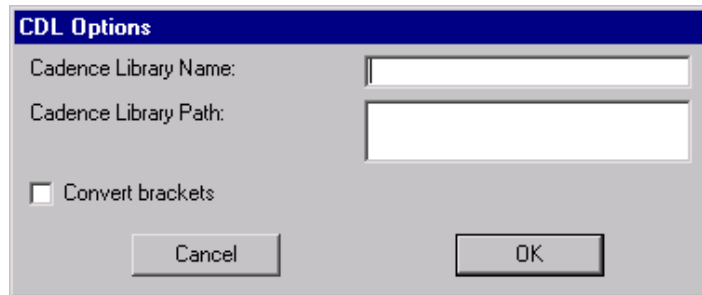 CDL Options
Cadence Library Name:
Cadence Library Path:
Convert brackets
Cancel OK